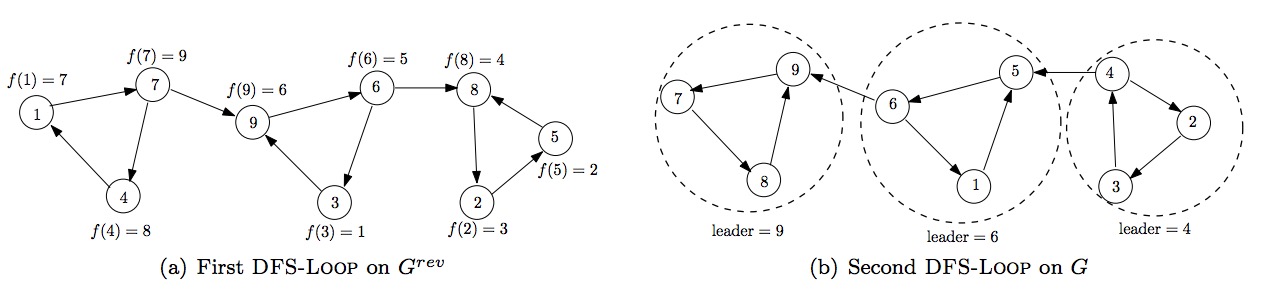 f(7) = 9
f(1) = 7
1
7
4
f(4) = 8
f(9) = 6
9
f(6) = 5
6
3
f(3) = 1
f(8) = 4
8
5
f(5) = 2
2
f(2) = 3
(a) First DFS-LOOP on G^rev
7
9
8
leader = 9
6
5
1
leader = 6
4
2
3
leader = 4
(b) Second DFS-LOOP on G